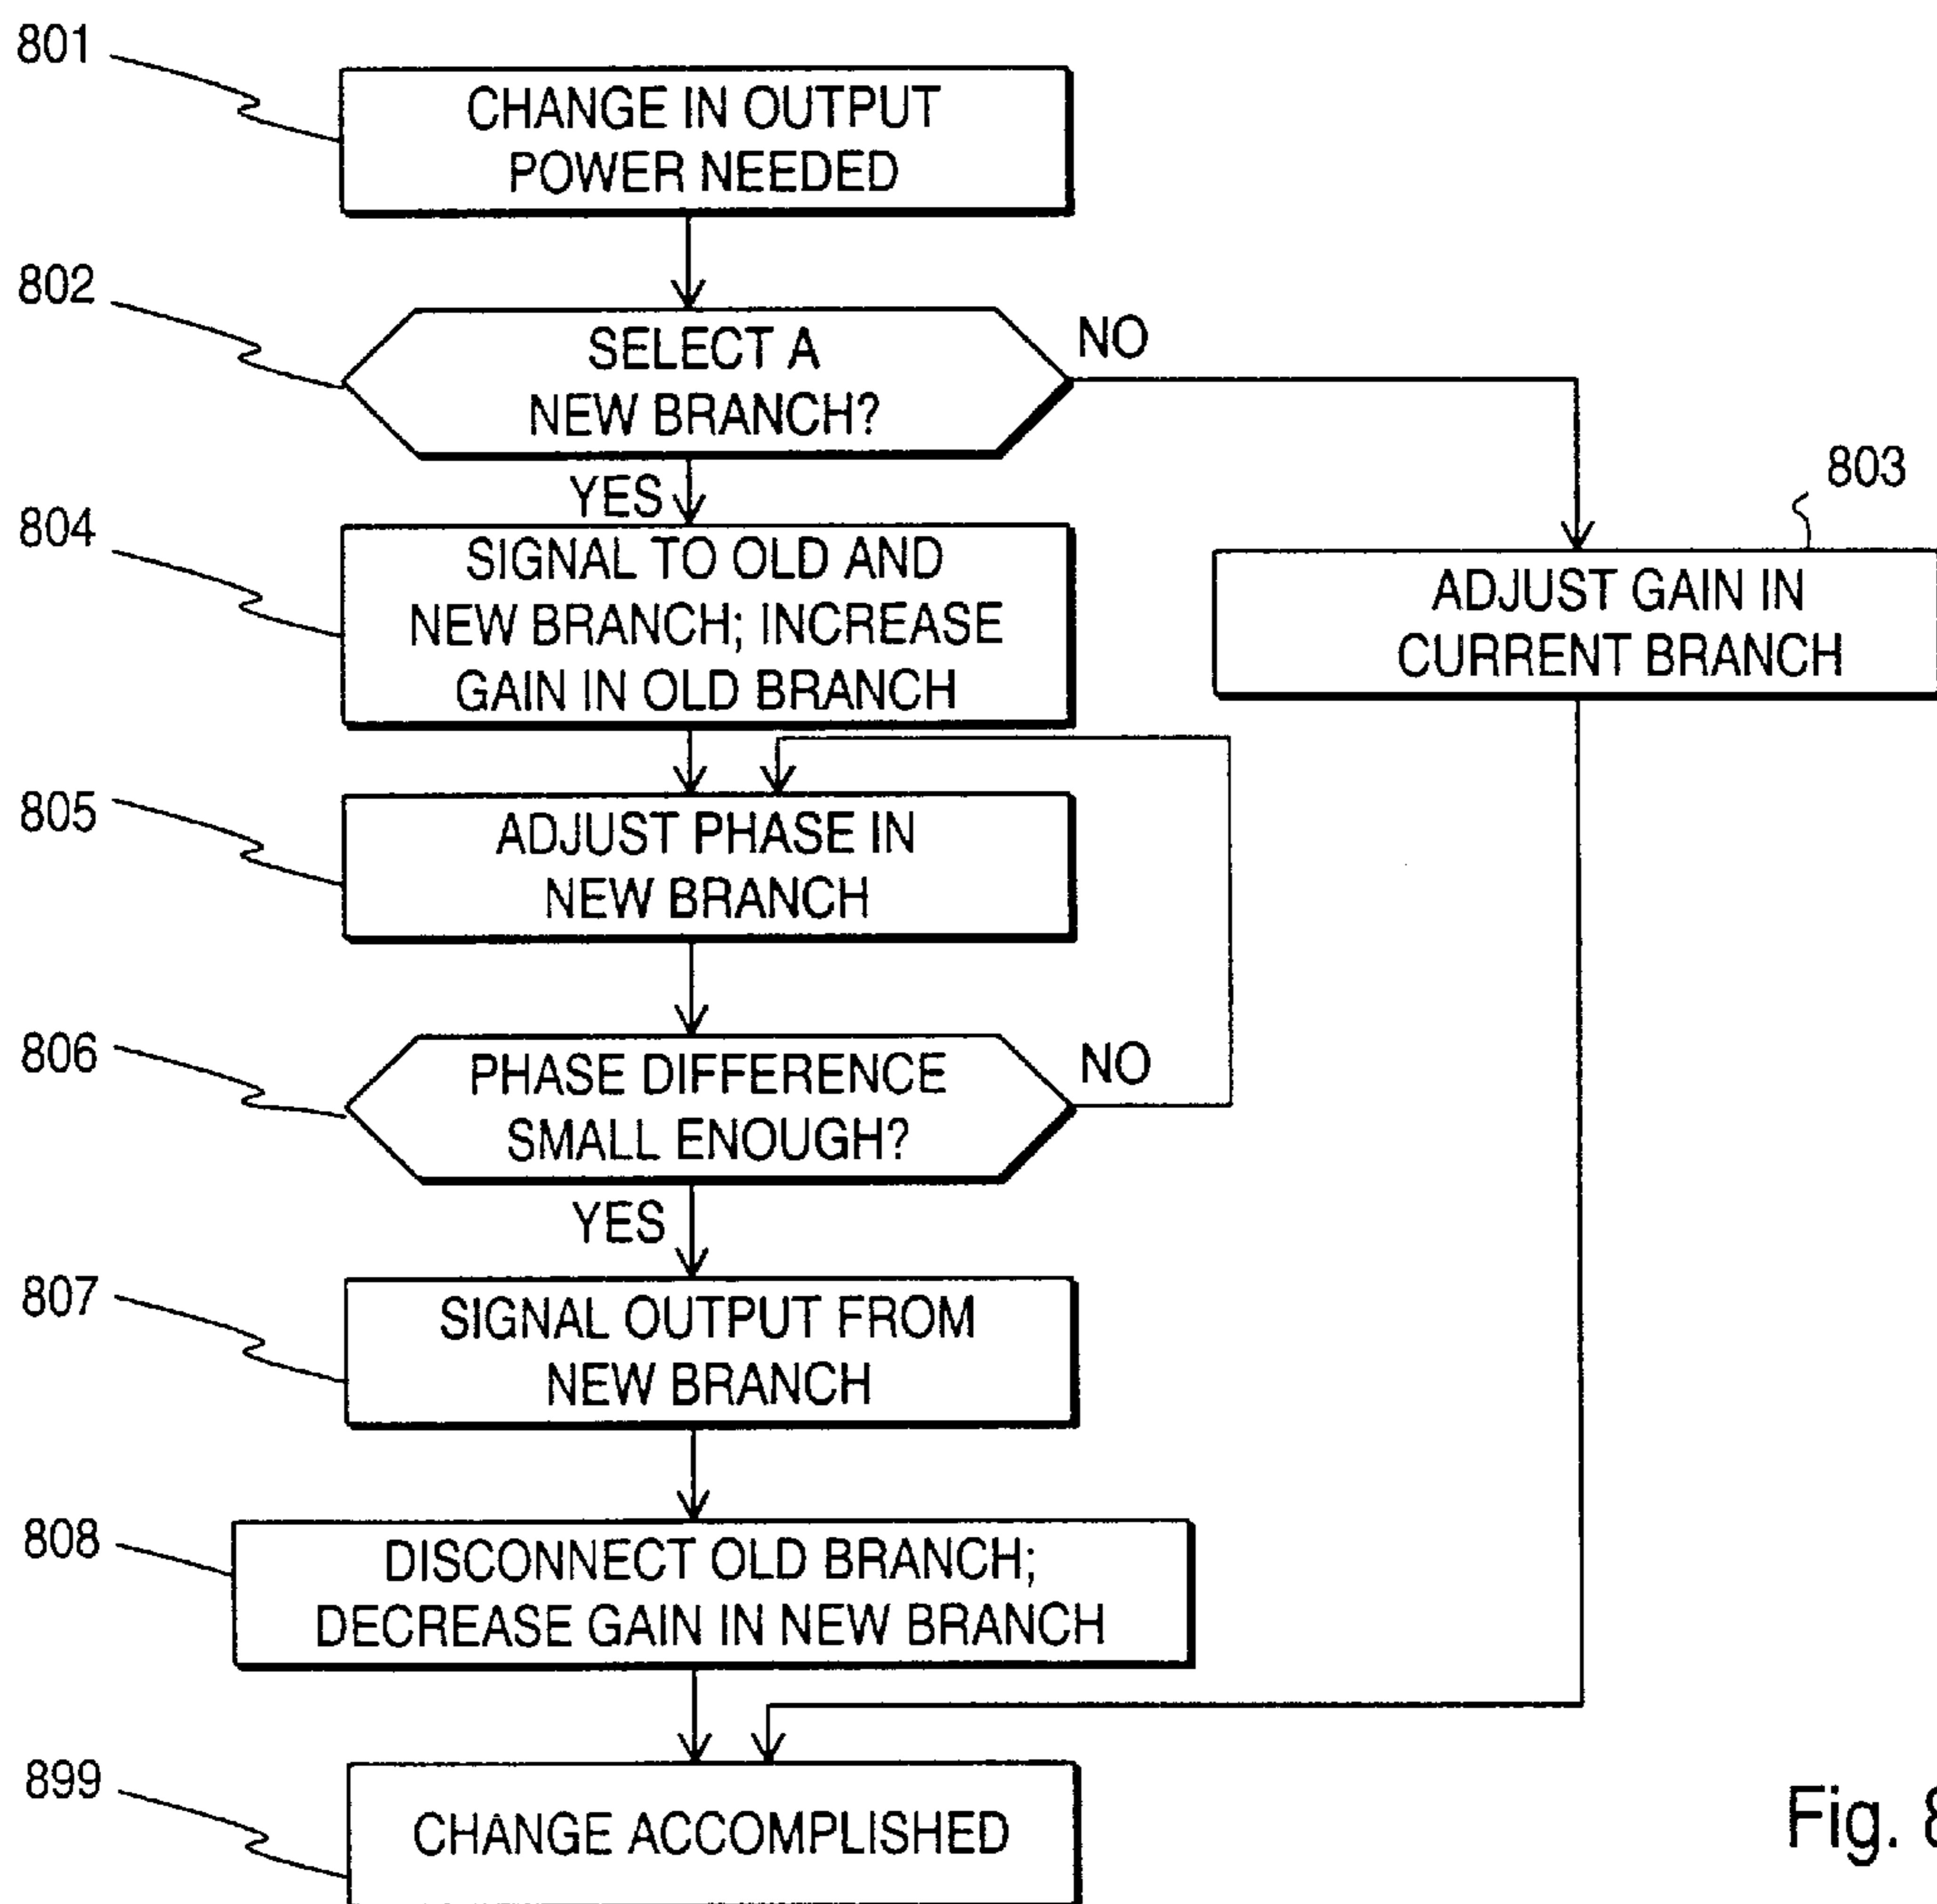 801
CHANGE IN OUTPUT
POWER NEEDED
802
SELECT A
NEW BRANCH?
NO
YES
803
ADJUST GAIN IN
CURRENT BRANCH
804
SIGNAL TO OLD AND
NEW BRANCH; INCREASE
GAIN IN OLD BRANCH
805
ADJUST PHASE IN
NEW BRANCH
806
PHASE DIFFERENCE
SMALL ENOUGH?
NO
YES
807
SIGNAL OUTPUT FROM
NEW BRANCH
808
DISCONNECT OLD BRANCH;
DECREASE GAIN IN NEW BRANCH
899
CHANGE ACCOMPLISHED
Fig. 8